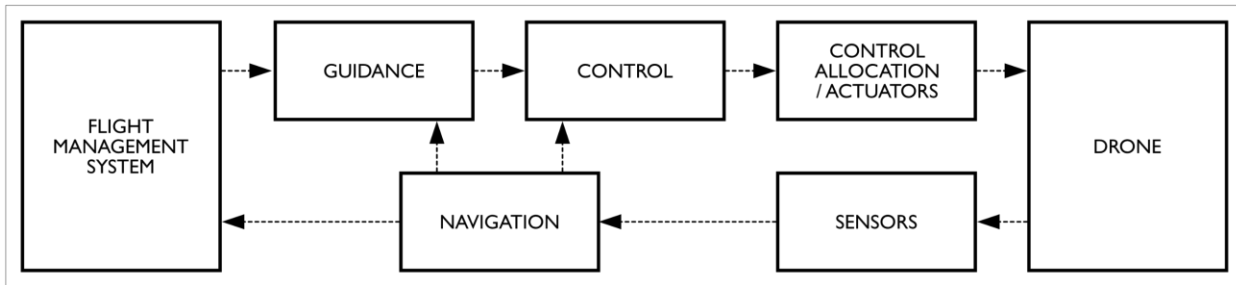 FLIGHT
MANAGEMENT
SYSTEM
GUIDANCE
CONTROL
CONTROL
ALLOCATION
/ ACTUATORS
DRONE
NAVIGATION
SENSORS